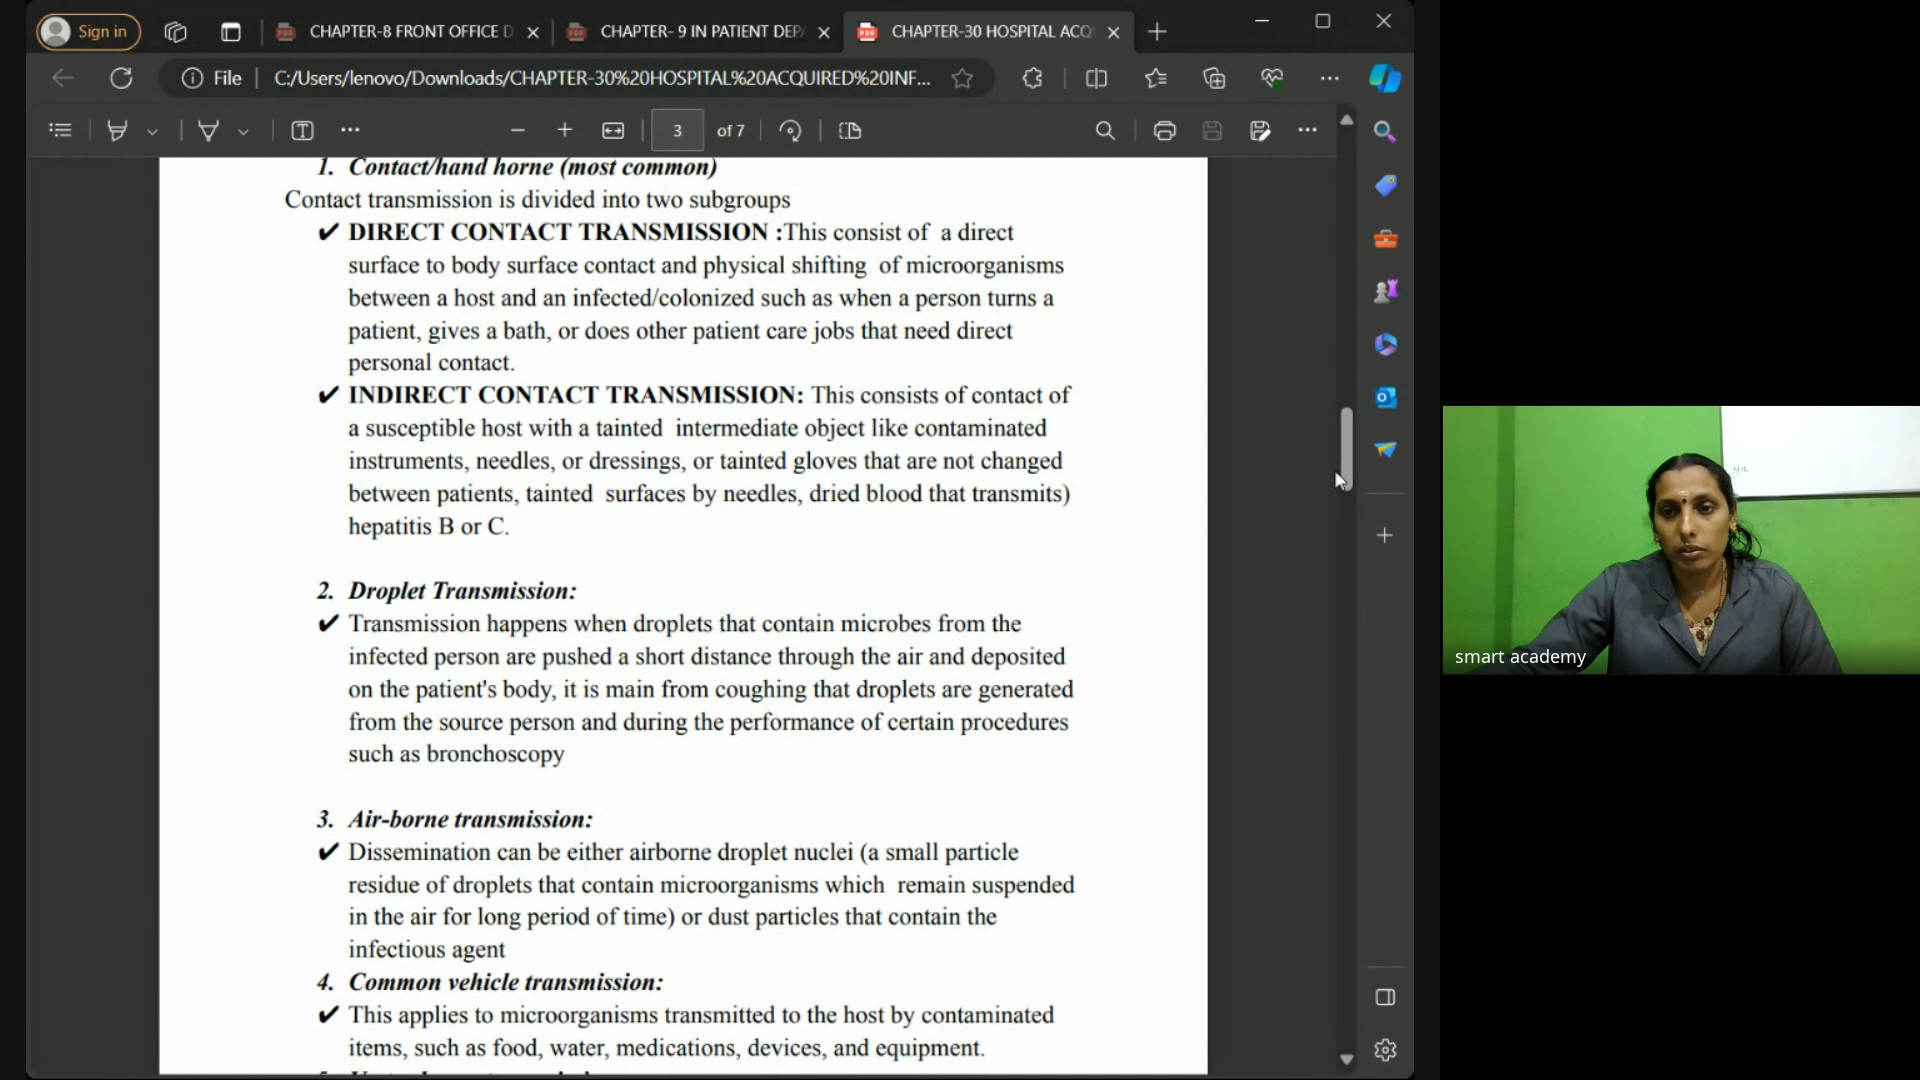 Sign in
CHAPTER-8 FRONT OFFICE D
CHAPTER- 9 IN PATIENT DEP
CHAPTER-30 HOSPITAL ACQ
File
C:/Users/lenovo/Downloads/CHAPTER-30%20HOSPITAL%20ACQUIRED%20INF...
3 of 7
1. Contact/hand horne (most common)
Contact transmission is divided into two subgroups
✔ DIRECT CONTACT TRANSMISSION :This consist of a direct
surface to body surface contact and physical shifting of microorganisms
between a host and an infected/colonized such as when a person turns a
patient, gives a bath, or does other patient care jobs that need direct
personal contact.
✔ INDIRECT CONTACT TRANSMISSION: This consists of contact of
a susceptible host with a tainted intermediate object like contaminated
instruments, needles, or dressings, or tainted gloves that are not changed
between patients, tainted surfaces by needles, dried blood that transmits)
hepatitis B or C.
2. Droplet Transmission:
✔ Transmission happens when droplets that contain microbes from the
infected person are pushed a short distance through the air and deposited
on the patient's body, it is main from coughing that droplets are generated
from the source person and during the performance of certain procedures
such as bronchoscopy
3. Air-borne transmission:
✔ Dissemination can be either airborne droplet nuclei (a small particle
residue of droplets that contain microorganisms which remain suspended
in the air for long period of time) or dust particles that contain the
infectious agent
4. Common vehicle transmission:
✔ This applies to microorganisms transmitted to the host by contaminated
items, such as food, water, medications, devices, and equipment.
smart academy